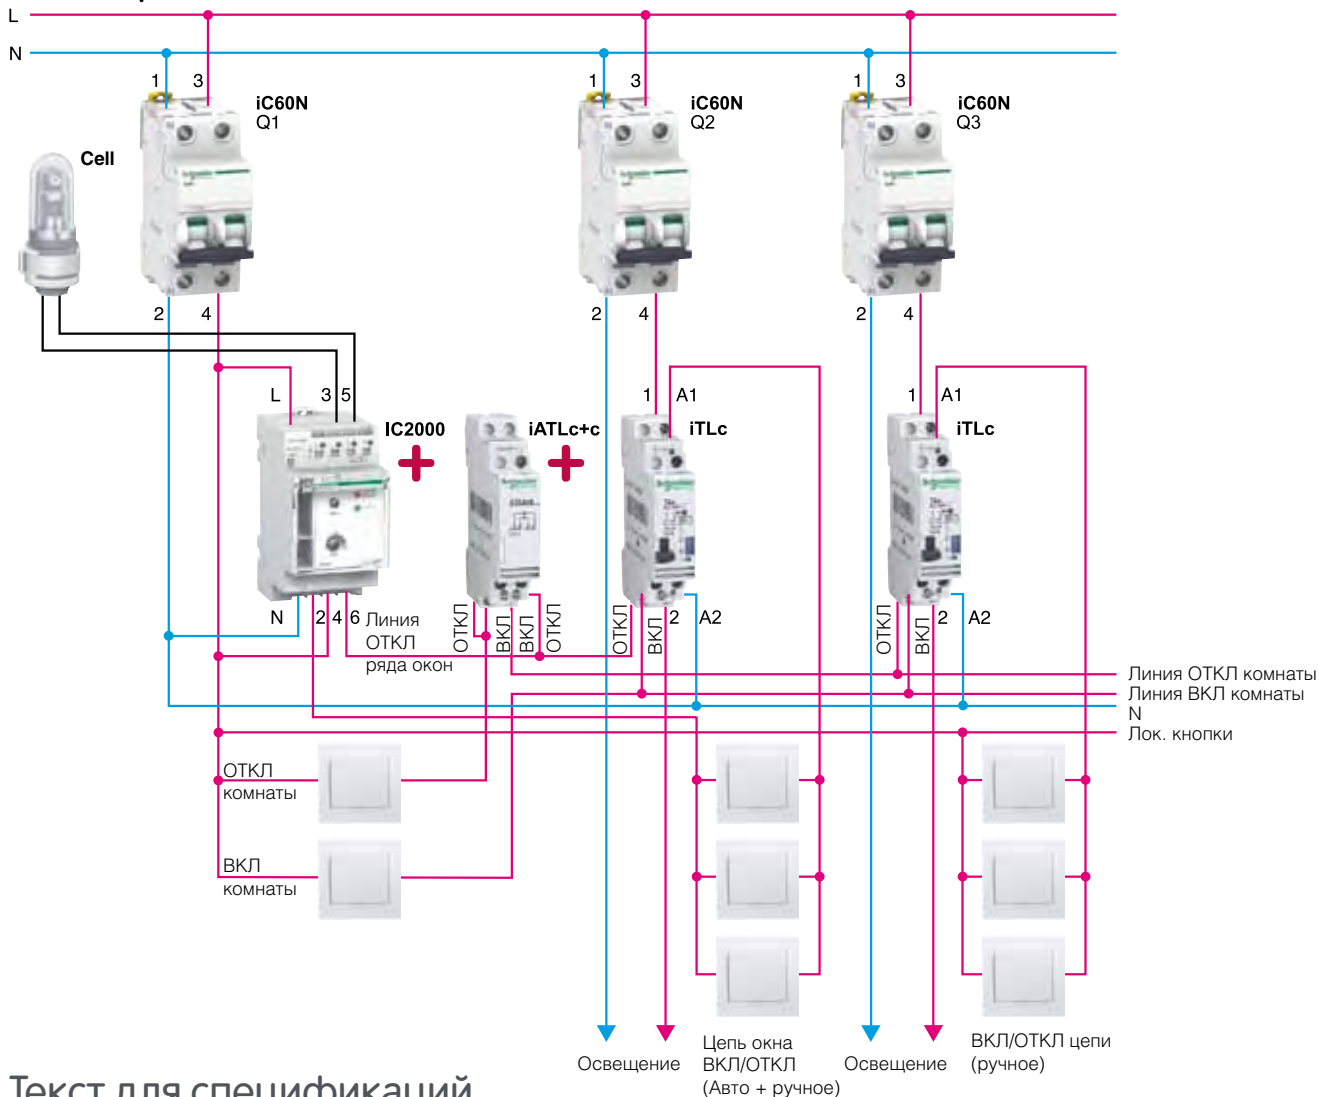 L
N
1 3
iC60N
Q1
1 3
iC60N
Q2
1 3
iC60N
Q3
Cell
2 4
2 4
2 4
L 3 5
1 A1
1 A1
IC2000
iATLc+c
iTLc
iTLc
N 2 4 6 Линия
ОТКЛ
ряда окон
ОТКЛ
ВКЛ
ВКЛ
ОТКЛ
ОТКЛ
ВКЛ
2 A2
ОТКЛ
ВКЛ
2 A2
Линия ОТКЛ комнаты
Линия ВКЛ комнаты
N
Лок. кнопки
ОТКЛ
комнаты
ВКЛ
комнаты
Освещение
Цепь окна
ВКЛ/ОТКЛ
(Авто + ручное)
Освещение
ВКЛ/ОТКЛ цепи
(ручное)
Текст для спецификаций